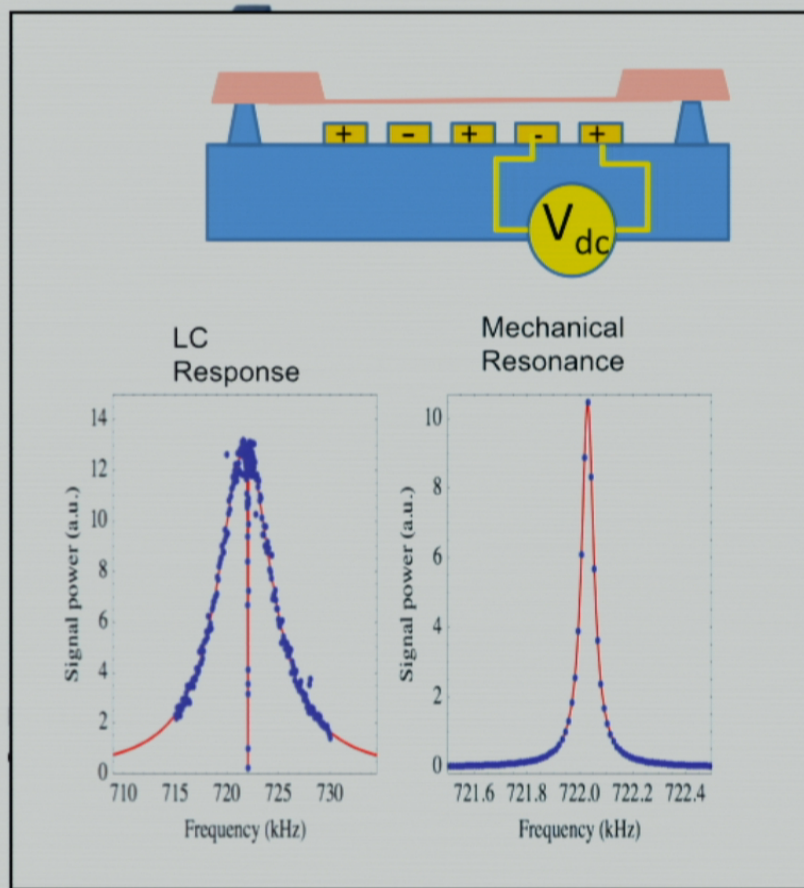 + - + - +
V dc
LC
Response
Mechanical
Resonance
14
12
10
8
6
4
2
0
Signal power (a.u.)
710 715 720 725 730
Frequency (kHz)
10
8
6
4
2
0
Signal power (a.u.)
721.6 721.8 722.0 722.2 722.4
Frequency (kHz)